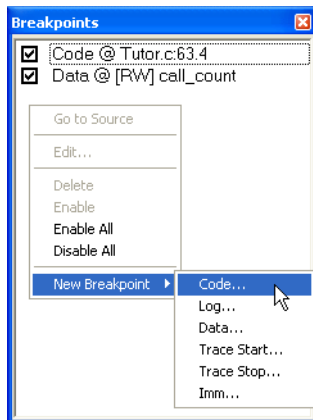 Breakpoints
Code @ Tutor.c:63.4
Data @ [RW] call_count
Go to Source
Edit...
Delete
Enable
Enable All
Disable All
New Breakpoint
Code...
Log...
Data...
Trace Start...
Trace Stop...
Imm...